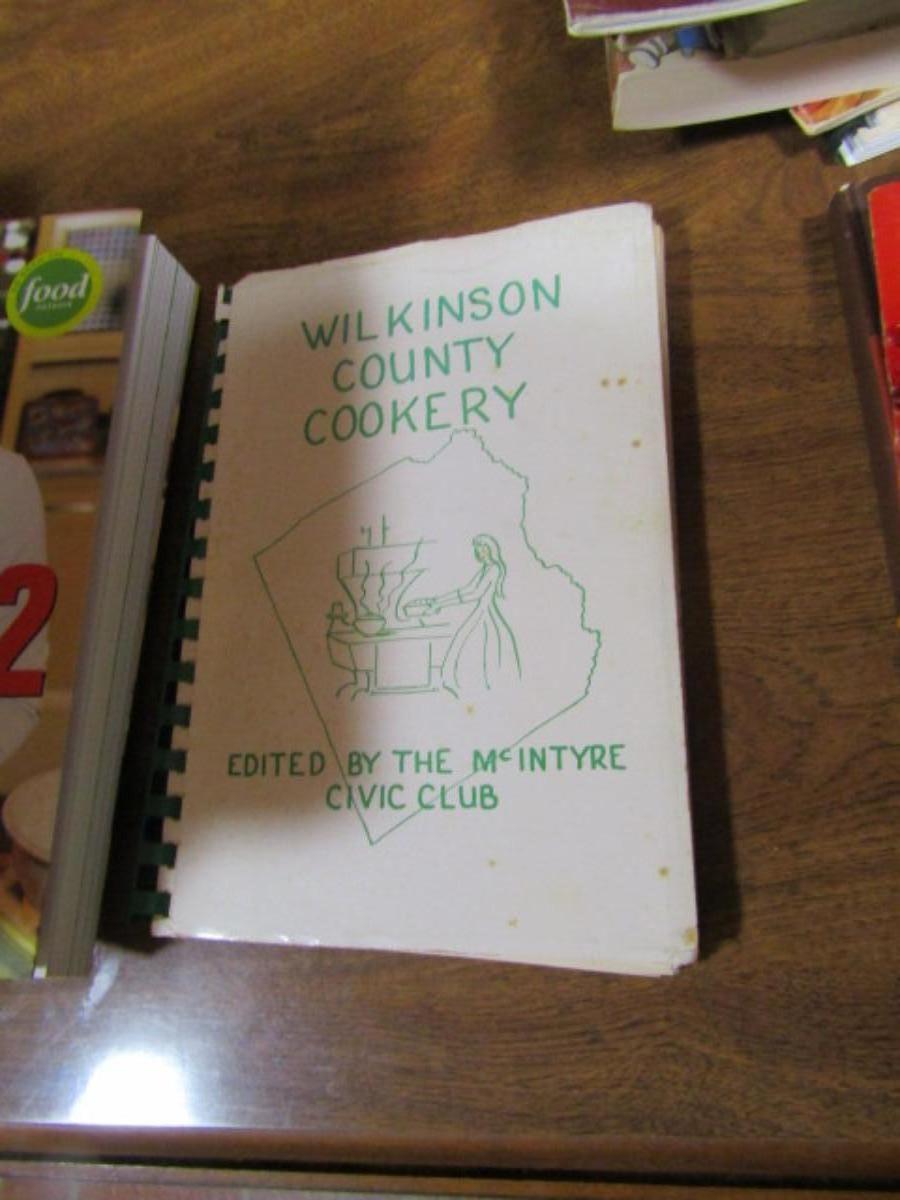 WILKINSON
COUNTY
COOKERY
EDITED BY THE McINTYRE
CIVIC CLUB
food
2